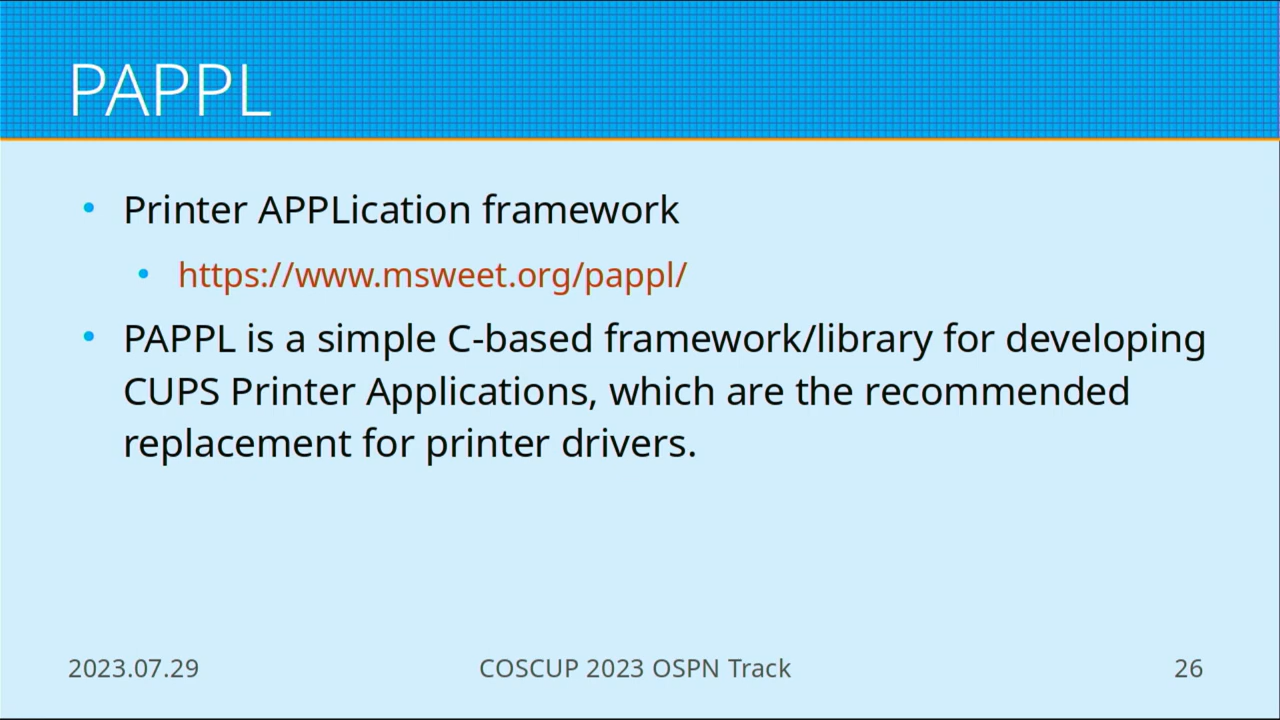 PAPPL
• Printer APPLication framework
• https://www.msweet.org/pappl/
• PAPPL is a simple C-based framework/library for developing
CUPS Printer Applications, which are the recommended
replacement for printer drivers.
2023.07.29 COSCUP 2023 OSPN Track 26